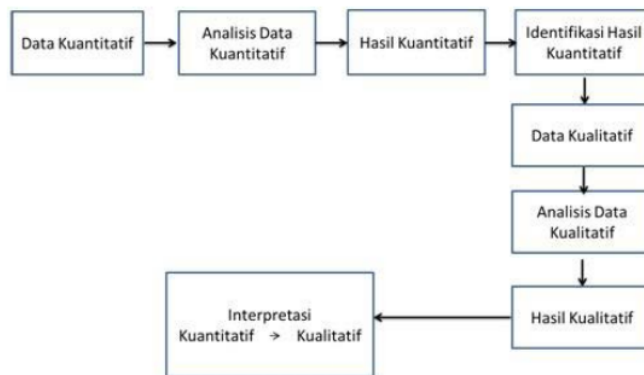 Data Kuantitatif
Analisis Data
Kuantitatif
Hasil Kuantitatif
Identifikasi Hasil
Kuantitatif
Data Kualitatif
Analisis Data
Kualitatif
Hasil Kualitatif
Interpretasi
Kuantitatif → Kualitatif